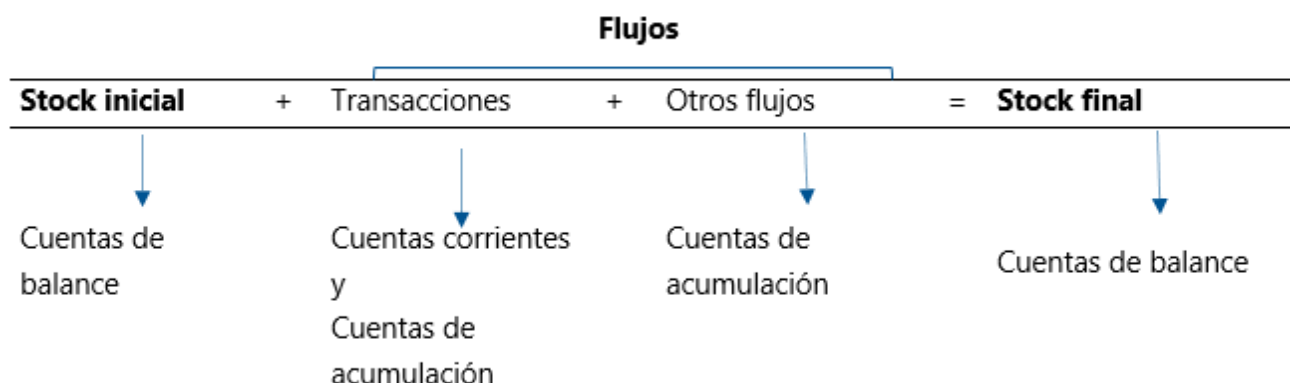 Flujos
Stock inicial + Transacciones + Otros flujos = Stock final
Cuentas de balance
Cuentas corrientes
y
Cuentas de
acumulación
Cuentas de
acumulación
Cuentas de balance